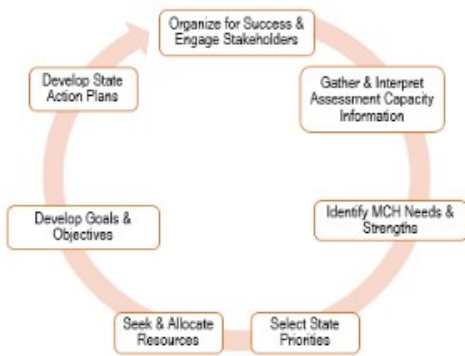 Organize for Success &
Engage Stakeholders
Gather & Interpret
Assessment Capacity
Information
Identify MCH Needs &
Strengths
Select State
Priorities
Seek & Allocate
Resources
Develop Goals &
Objectives
Develop State
Action Plans